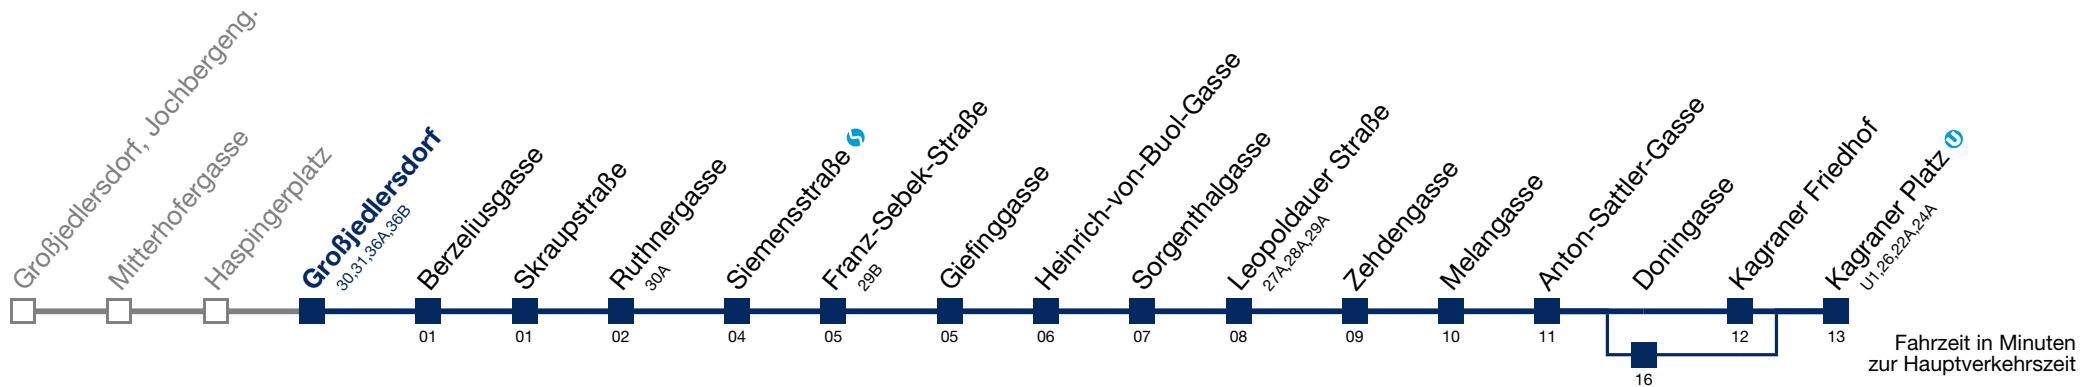 Großjedlersdorf, Jochbergeng.
Mitterhofergasse
Haspingerplatz
Großjedlersdorf
30,31,36A,36B
Berzeliusgasse
01
Skraupstraße
01
Ruthnergasse
30A
02
Siemensstraße S
04
Franz-Sebek-Straße
29B
05
Giefinggasse
05
Heinrich-von-Buol-Gasse
06
Sorgenthalgasse
07
Leopoldauer Straße
27A,28A,29A
08
Zehdengasse
09
Melangasse
10
Anton-Sattler-Gasse
11
Doningasse
16
Kagraner Friedhof
12
Kagraner Platz U
U1,26,22A,24A
13
Fahrzeit in Minuten
zur Hauptverkehrszeit